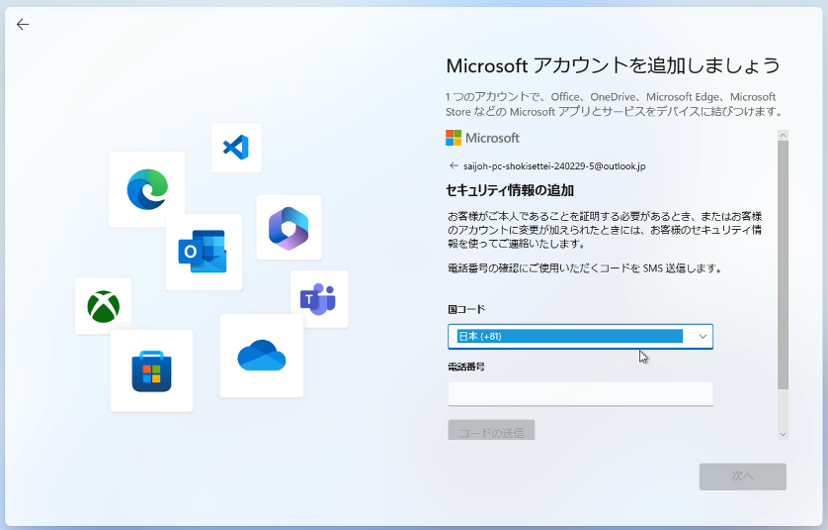 Microsoft アカウントを追加しましょう
1 つのアカウントで、Office、OneDrive、Microsoft Edge、Microsoft
Store などの Microsoft アプリとサービスをデバイスに結びつけます。
Microsoft
saijoh-pc-shokisettei-240229-5@outlook.jp
セキュリティ情報の追加
お客様がご本人であることを証明する必要があるとき、またはお客様
のアカウントに変更が加えられたときには、お客様のセキュリティ情
報を使ってご連絡いたします。
電話番号の確認にご使用いただくコードを SMS 送信します。
国コード
日本 (+81)
電話番号
コードの送信
次へ